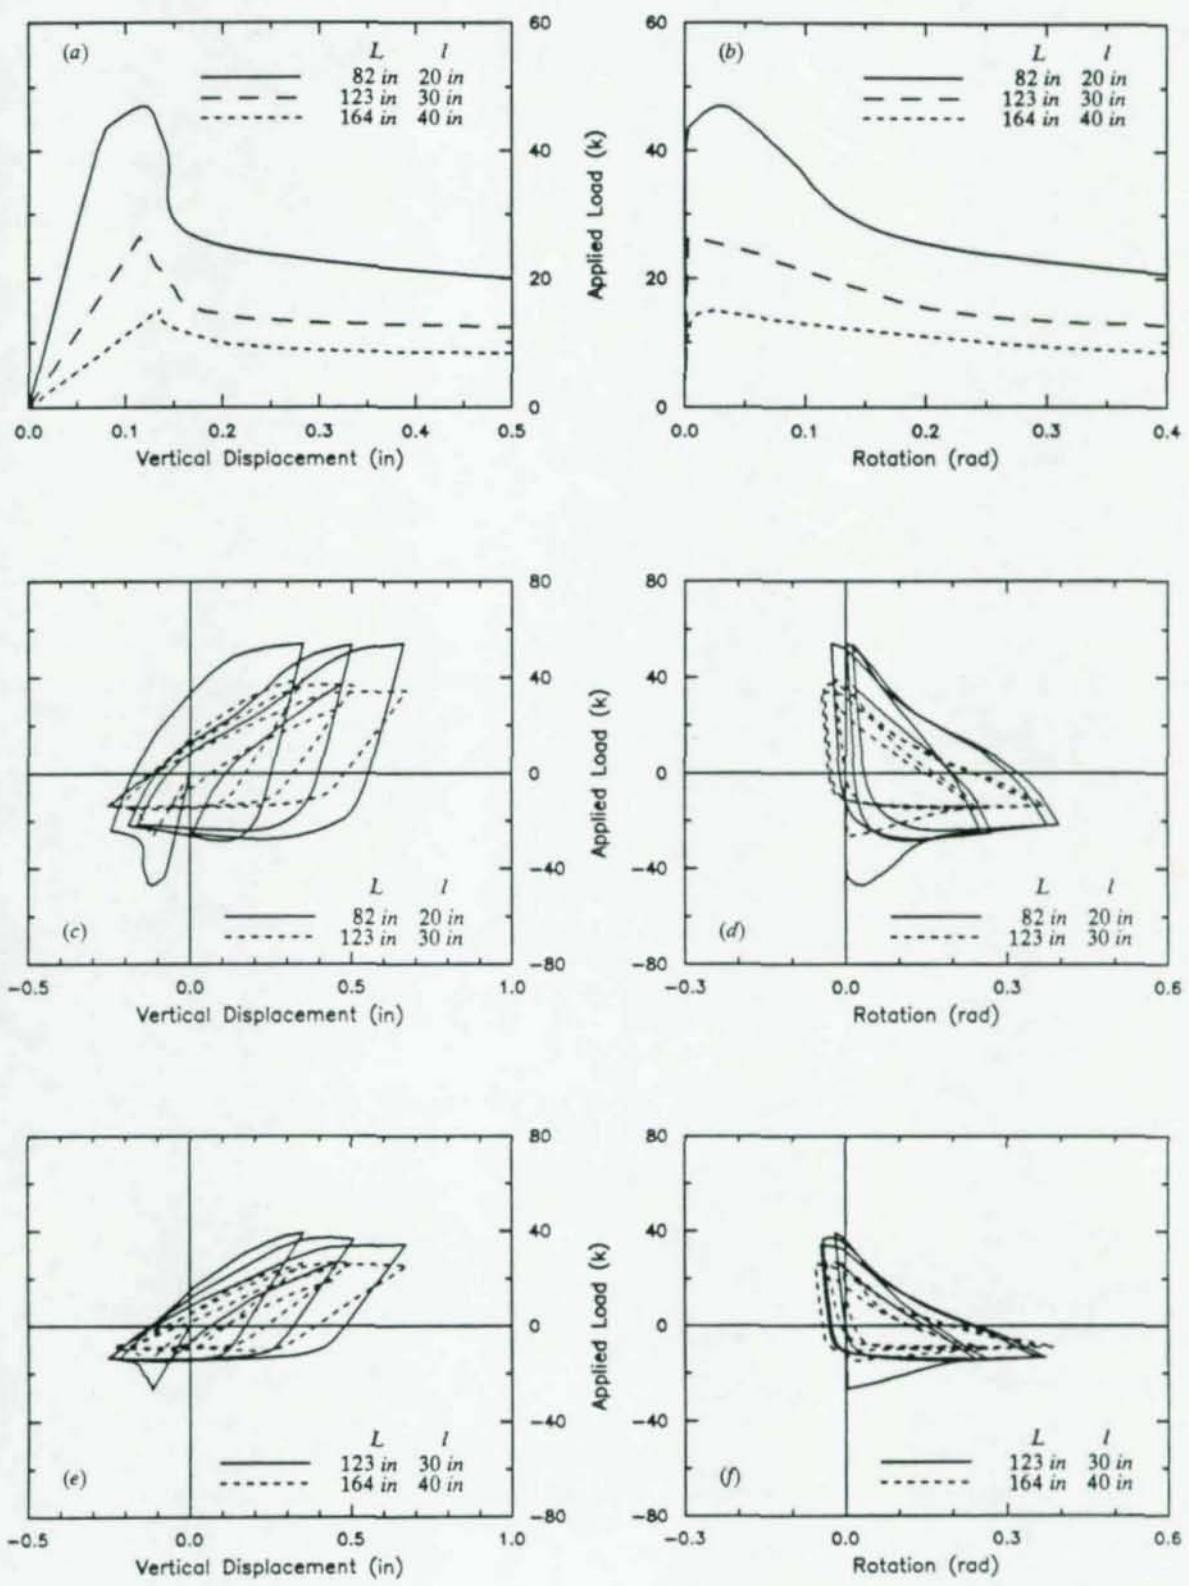 (a)
L l
82 in 20 in
123 in 30 in
164 in 40 in
60
40
20
0
Applied Load (k)
0.0 0.1 0.2 0.3 0.4 0.5
Vertical Displacement (in)
(b)
L l
82 in 20 in
123 in 30 in
164 in 40 in
60
40
20
0
0.0 0.1 0.2 0.3 0.4
Rotation (rad)
80
40
0
−40
−80
Applied Load (k)
L l
82 in 20 in
123 in 30 in
(c)
−0.5 0.0 0.5 1.0
Vertical Displacement (in)
80
40
0
−40
−80
L l
82 in 20 in
123 in 30 in
(d)
−0.3 0.0 0.3 0.6
Rotation (rad)
80
40
0
−40
−80
Applied Load (k)
L l
123 in 30 in
164 in 40 in
(e)
−0.5 0.0 0.5 1.0
Vertical Displacement (in)
80
40
0
−40
−80
L l
123 in 30 in
164 in 40 in
(f)
−0.3 0.0 0.3 0.6
Rotation (rad)